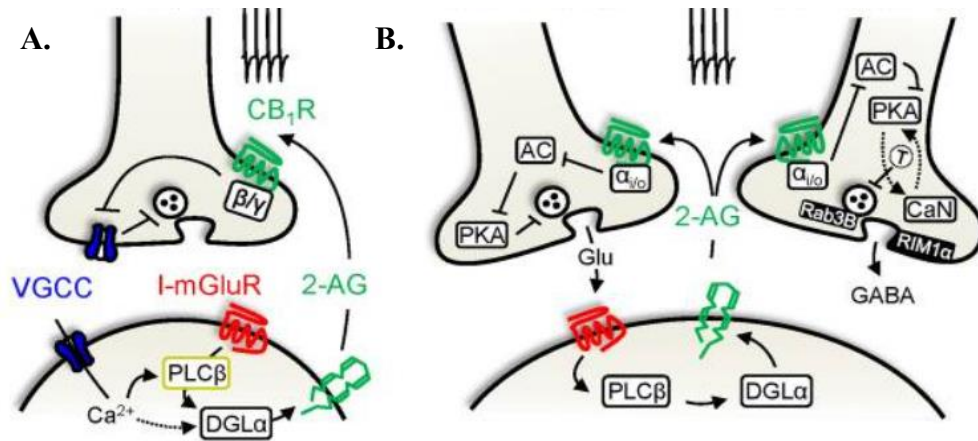 A.
CB₁R
β/γ
VGCC
I-mGluR
2-AG
PLCβ
Ca²⁺
DGLα
B.
AC
αi/o
PKA
Glu
2-AG
AC
PKA
T
αi/o
CaN
Rab3B
RIM1α
GABA
PLCβ
DGLα